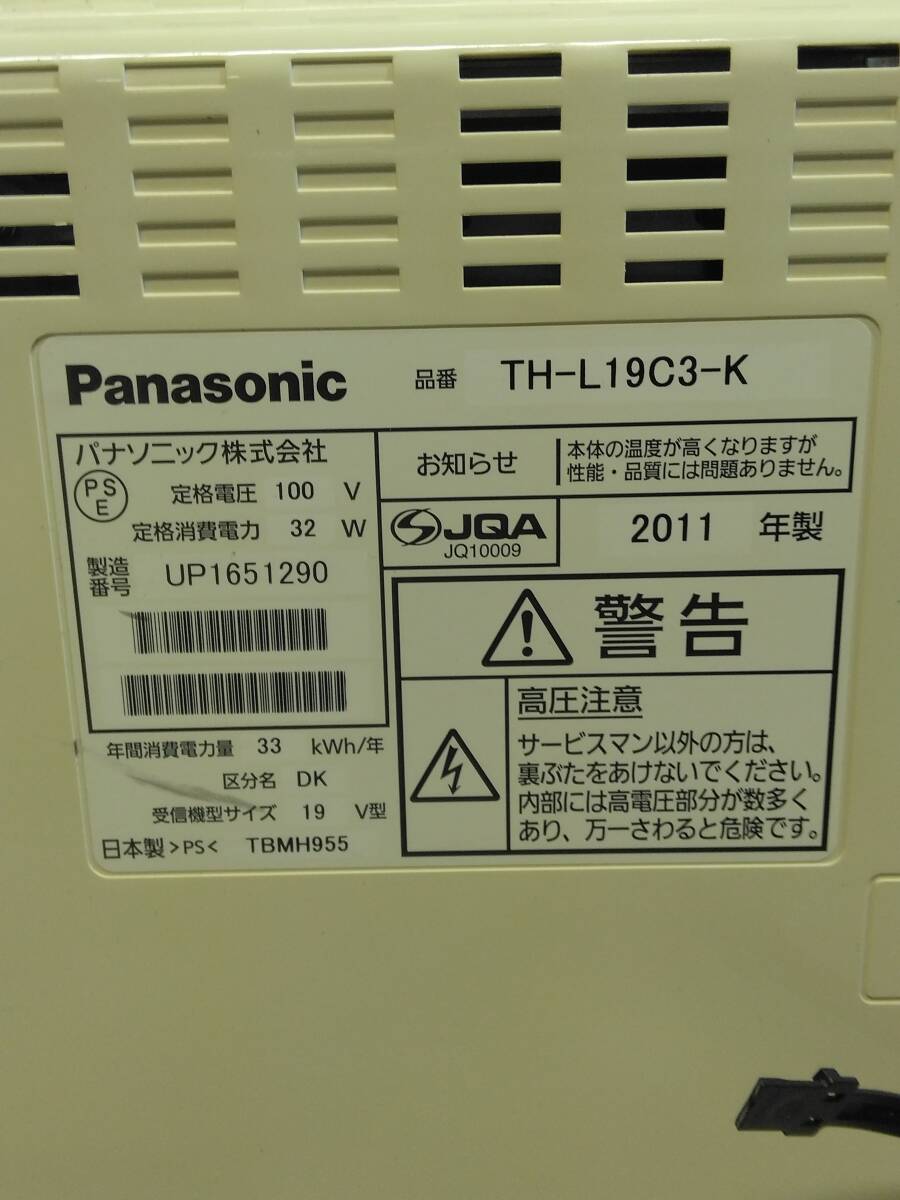 Panasonic 品番 TH-L19C3-K
パナソニック株式会社
PS
E
定格電圧 100 V
定格消費電力 32 W
製造
番号 UP1651290
年間消費電力量 33 kWh/年
区分名 DK
受信機型サイズ 19 V型
日本製 >PS< TBMH955
お知らせ
本体の温度が高くなりますが
性能・品質には問題ありません。
JQA
JQ10009
2011 年製
警告
高圧注意
サービスマン以外の方は、
裏ぶたをあけないでください。
内部には高電圧部分が数多く
あり、万一さわると危険です。